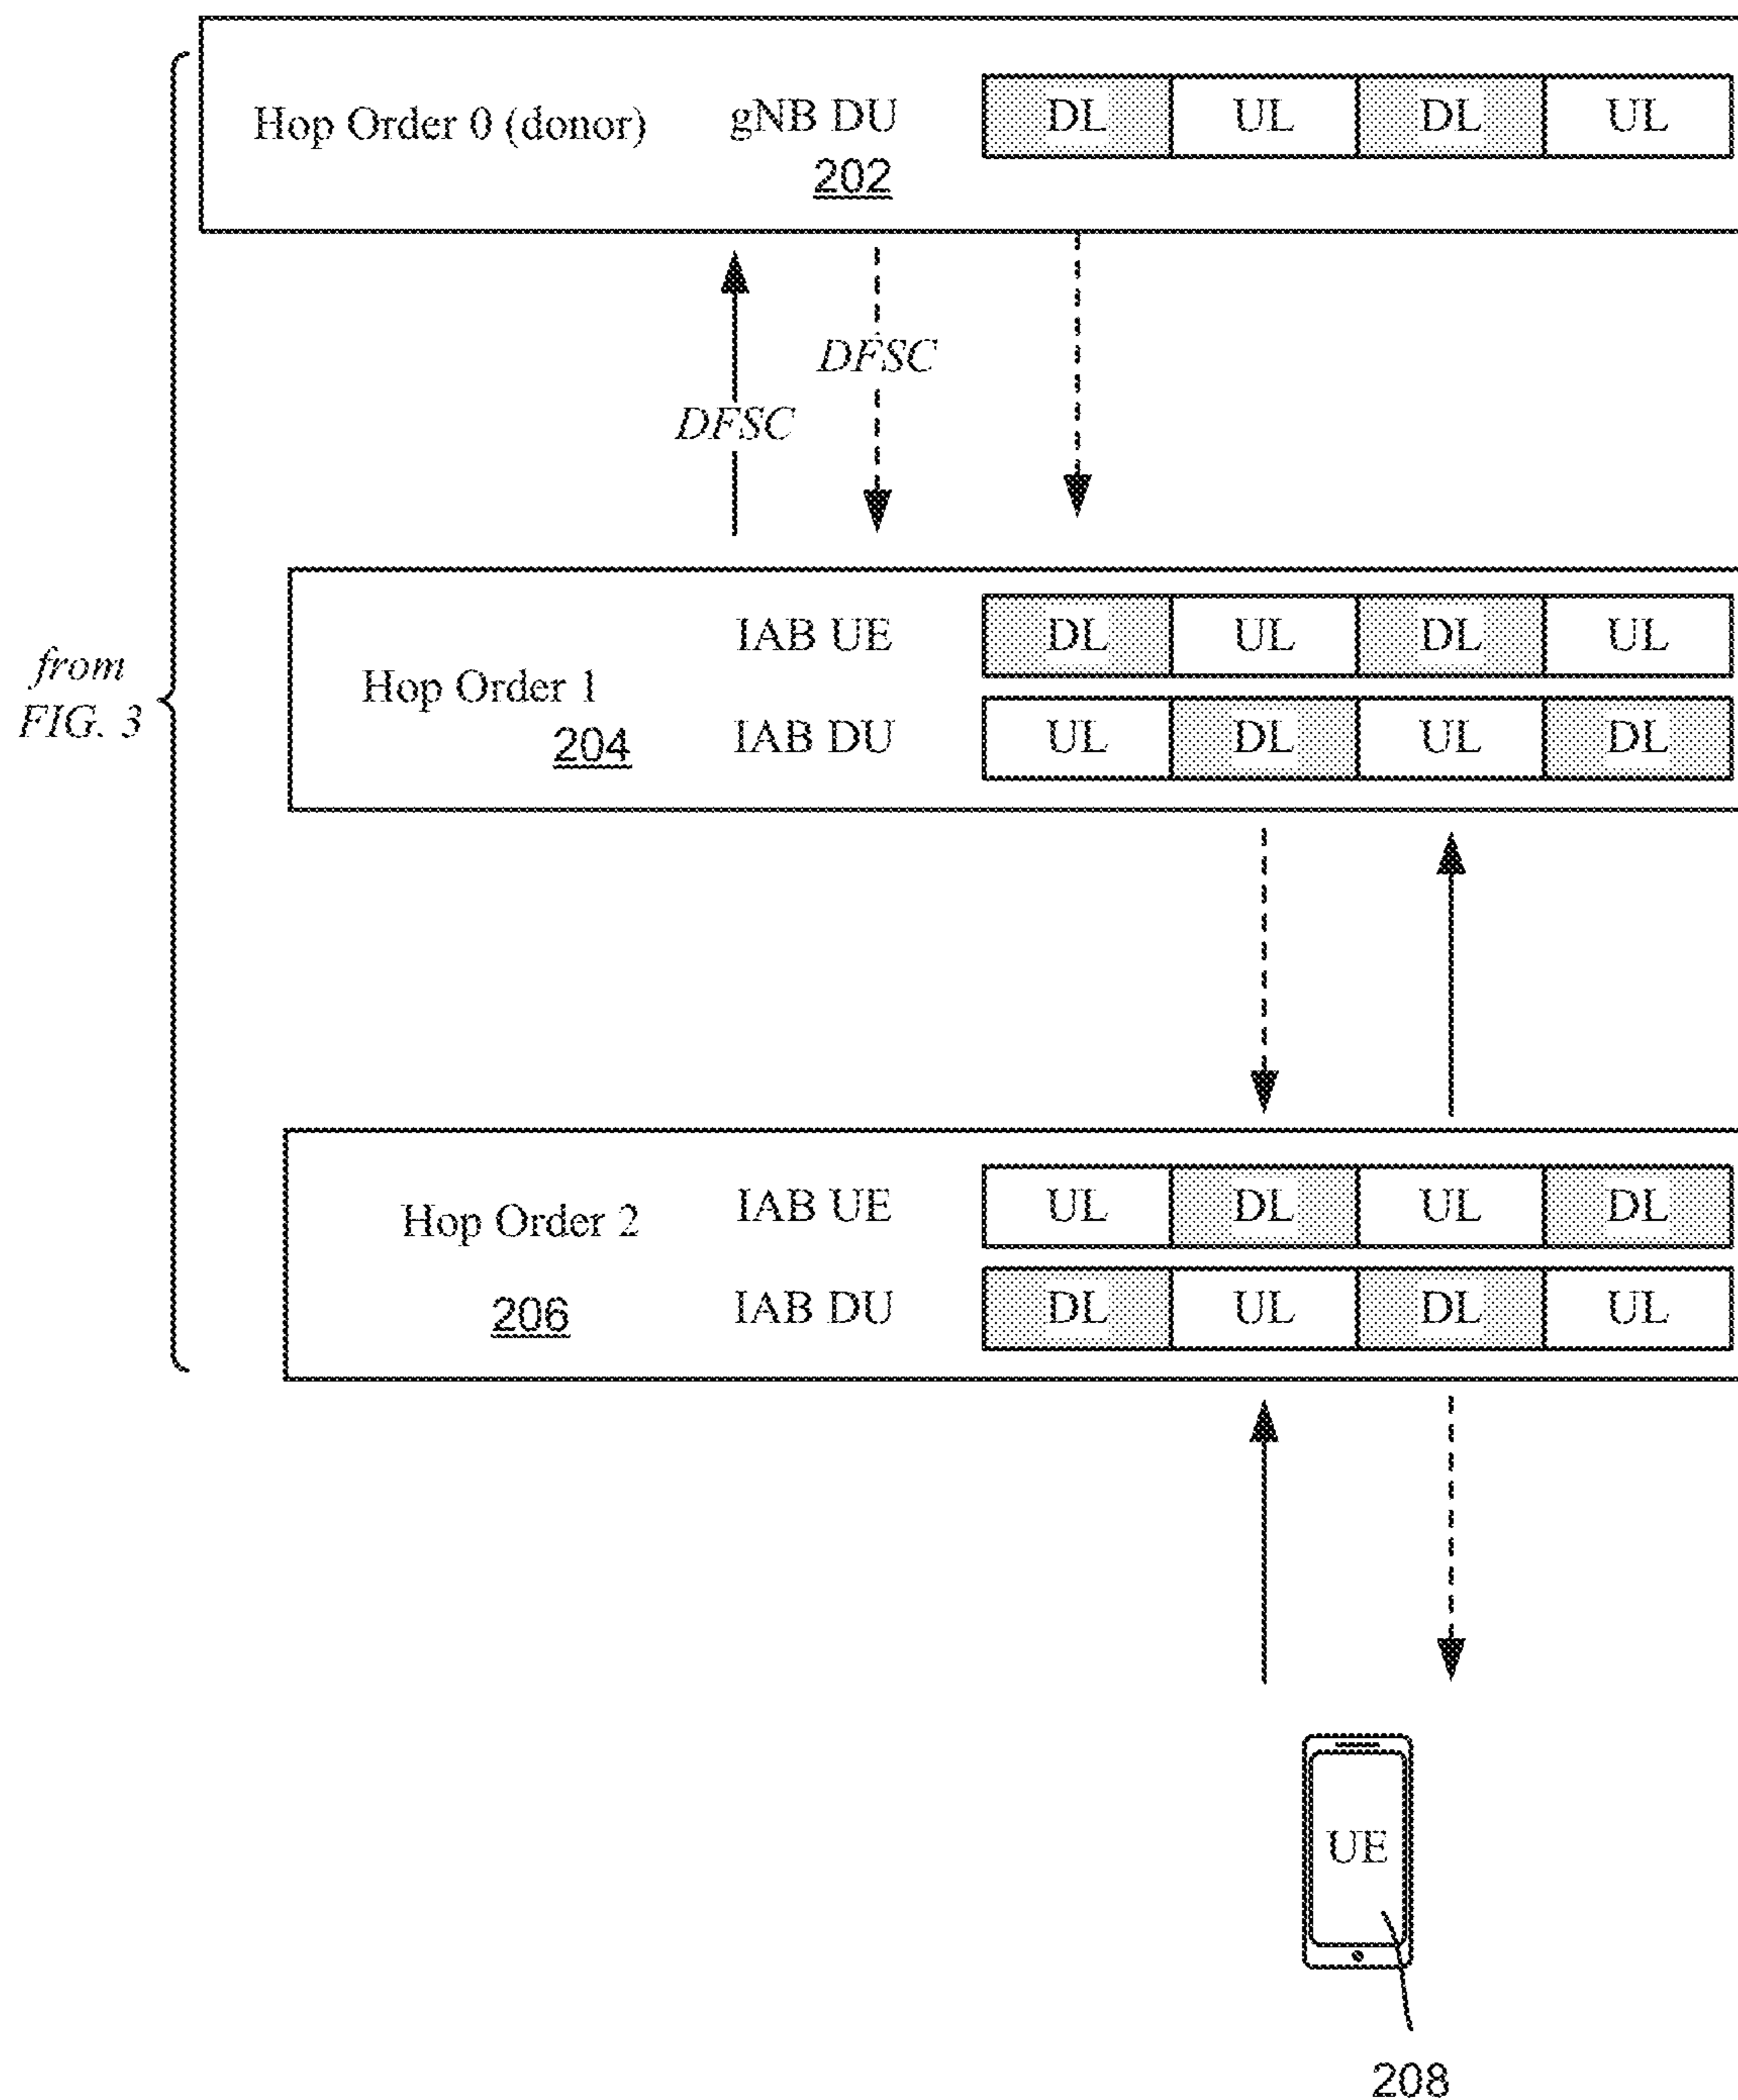 Hop Order 0 (donor) gNB DU DL UL DL UL
202
DFSC
DFSC
from
FIG. 3
IAB UE DL UL DL UL
Hop Order 1
204 IAB DU UL DL UL DL
IAB UE UL DL UL DL
Hop Order 2
206 IAB DU DL UL DL UL
UE
208